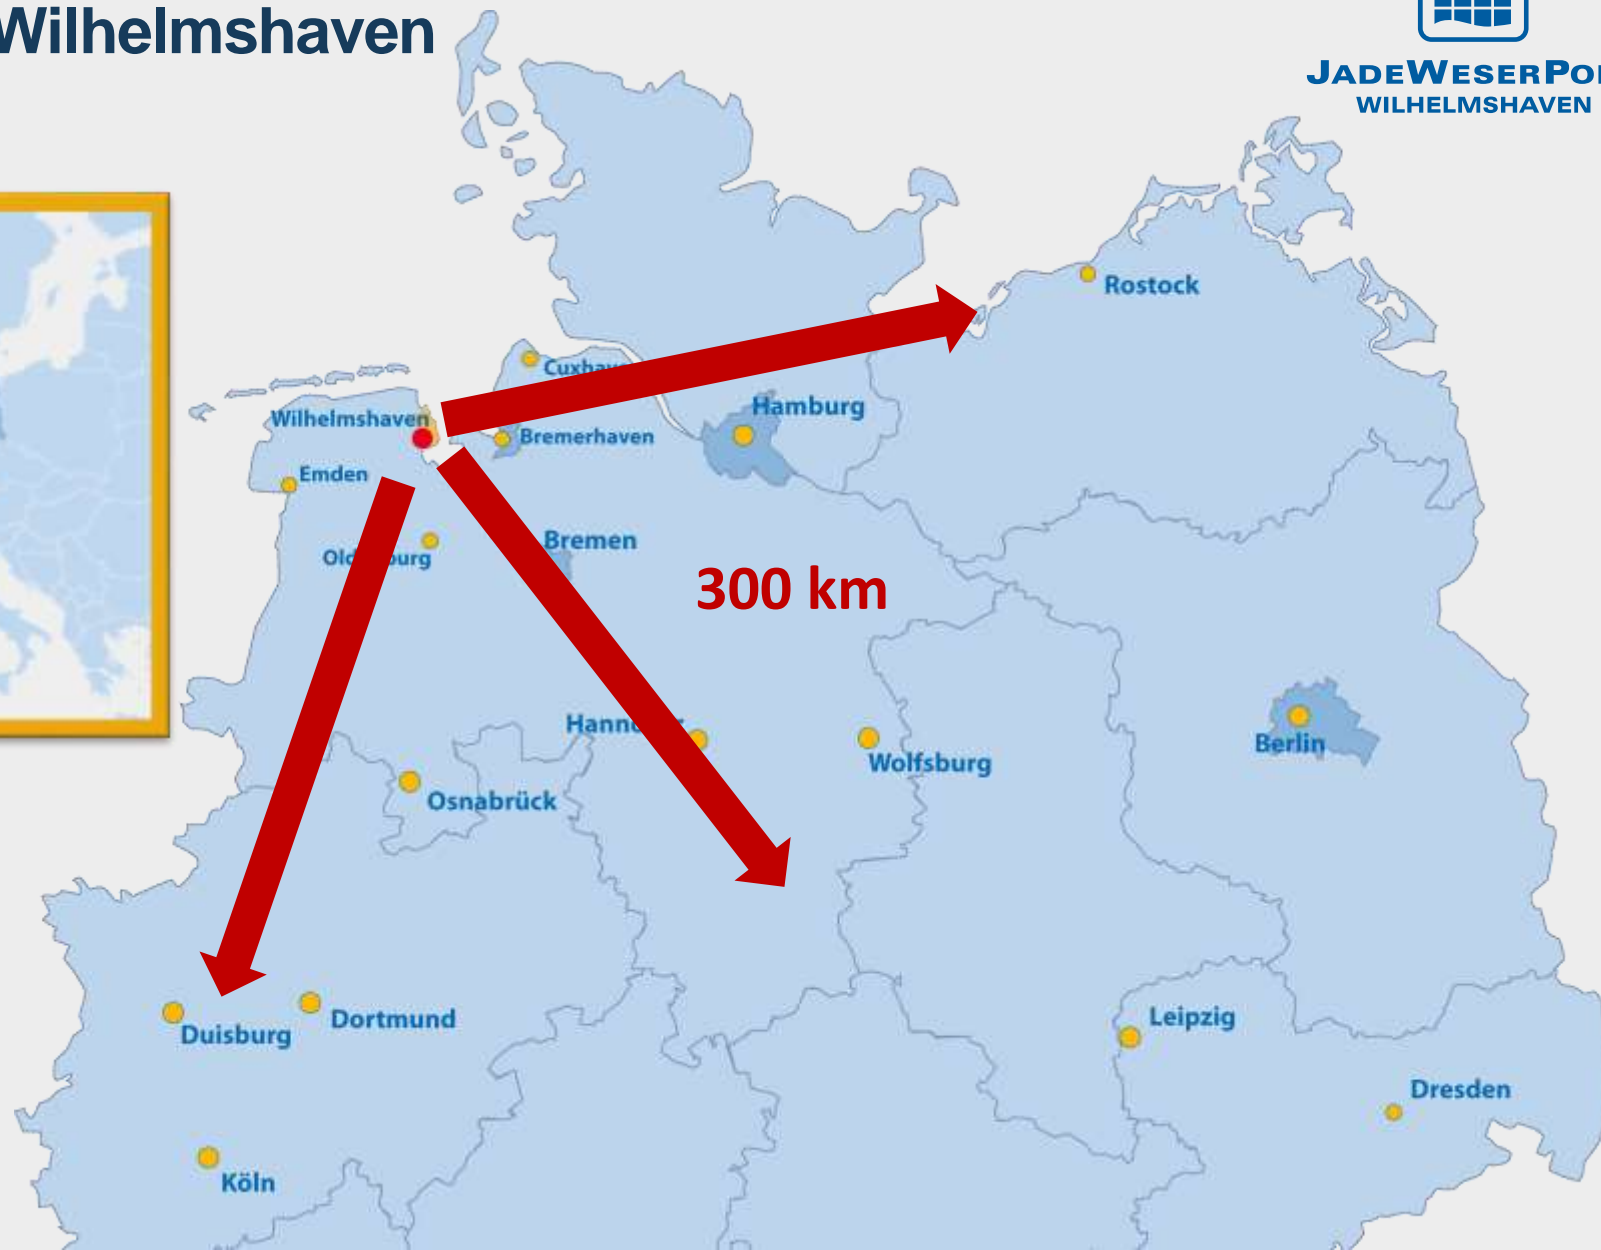 Wilhelmshaven
JADEWESERPO
WILHELMSHAVEN
Rostock
Hamburg
Wilhelmshaven
Bremerhaven
Emden
Bremen
300 km
Wolfsburg
Berlin
Osnabrück
Duisburg
Dortmund
Leipzig
Dresden
Köln